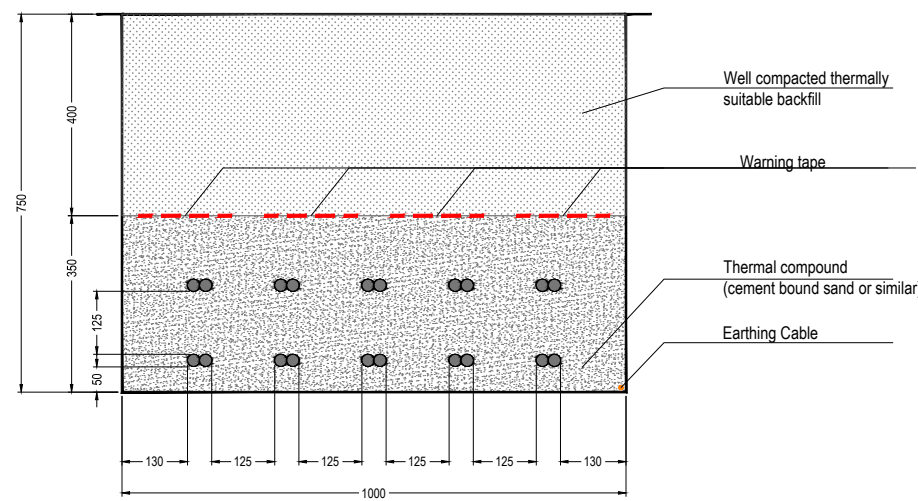 Well compacted thermally
suitable backfill
Warning tape
Thermal compound
(cement bound sand or similar)
Earthing Cable
750
400
350
125
50
130
125
125
125
125
130
1000